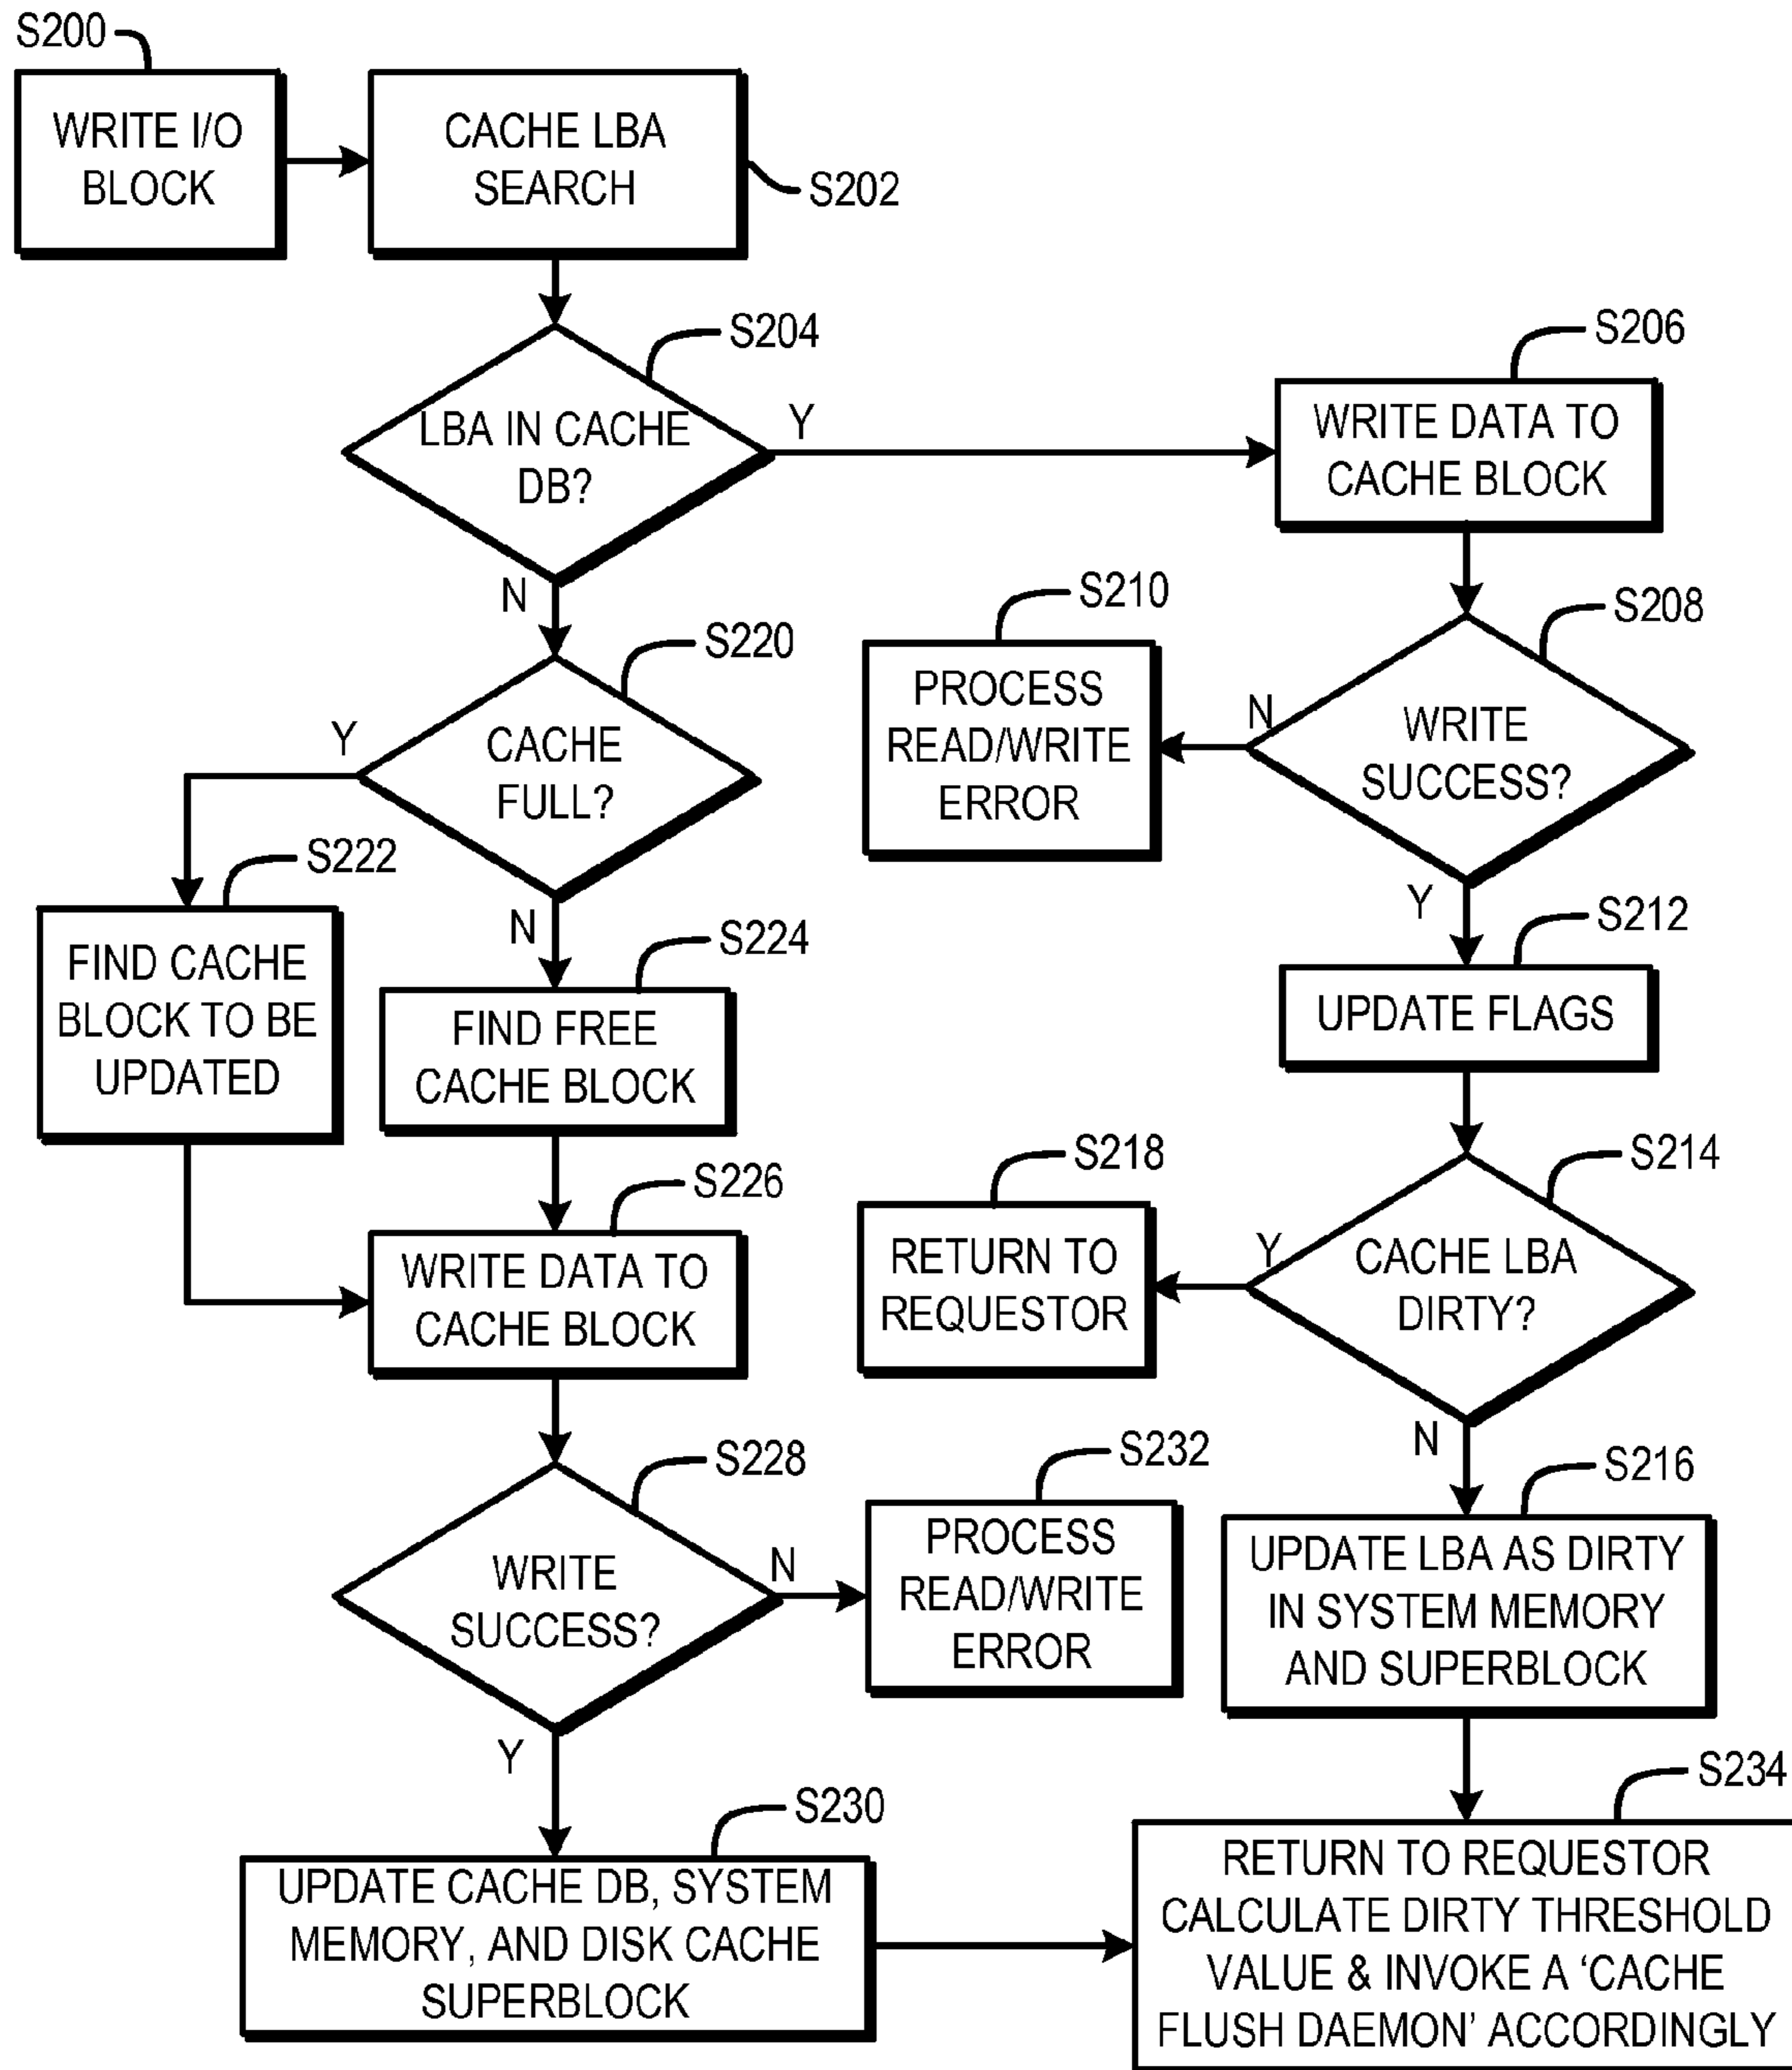 S200
WRITE I/O
BLOCK
CACHE LBA
SEARCH
S202
S204
LBA IN CACHE
DB?
Y
N
S206
WRITE DATA TO
CACHE BLOCK
S208
WRITE
SUCCESS?
N
Y
S210
PROCESS
READ/WRITE
ERROR
S212
UPDATE FLAGS
S214
CACHE LBA
DIRTY?
Y
N
S218
RETURN TO
REQUESTOR
S216
UPDATE LBA AS DIRTY
IN SYSTEM MEMORY
AND SUPERBLOCK
S220
CACHE
FULL?
Y
N
S222
FIND CACHE
BLOCK TO BE
UPDATED
S224
FIND FREE
CACHE BLOCK
S226
WRITE DATA TO
CACHE BLOCK
S228
WRITE
SUCCESS?
N
Y
S232
PROCESS
READ/WRITE
ERROR
S230
UPDATE CACHE DB, SYSTEM
MEMORY, AND DISK CACHE
SUPERBLOCK
S234
RETURN TO REQUESTOR
CALCULATE DIRTY THRESHOLD
VALUE & INVOKE A ‘CACHE
FLUSH DAEMON’ ACCORDINGLY